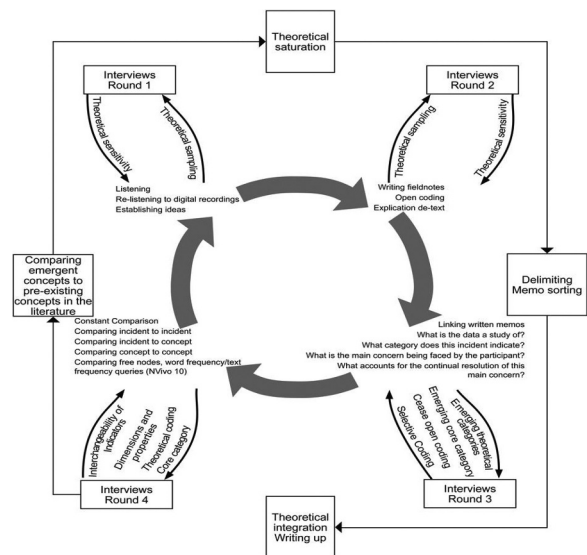 Theoretical
saturation
Interviews
Round 1
Interviews
Round 2
Theoretical sensitivity
Theoretical sampling
Theoretical sampling
Theoretical sensitivity
Listening
Re-listening to digital recordings
Establishing ideas
Writing fieldnotes
Open coding
Explication de-text
Comparing
emergent
concepts to
pre-existing
concepts in the
literature
Delimiting
Memo sorting
Constant Comparison
Comparing incident to incident
Comparing incident to concept
Comparing concept to concept
Comparing free nodes, word frequency/text
frequency queries (NVivo 10)
Linking written memos
What is the data a study of?
What category does this incident indicate?
What is the main concern being faced by the participant?
What accounts for the continual resolution of this
main concern?
Interchangeability of
Indicators
Dimensions and
properties
Theoretical coding
Core category
Selective Coding
Cease open coding
Emerging core category
Emerging theoretical
categories
Interviews
Round 4
Interviews
Round 3
Theoretical
integration
Writing up